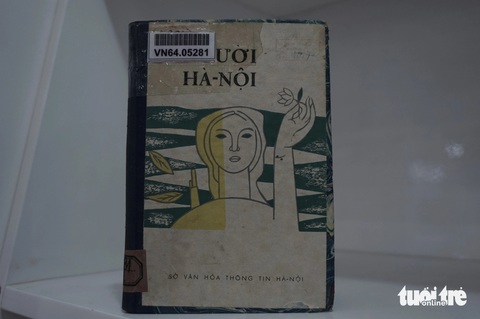 VN64.05281
ƯỜI
HÀ-NỘI
SỞ VĂN HÓA THÔNG TIN HÀ-NỘI
tuổi trẻ
online